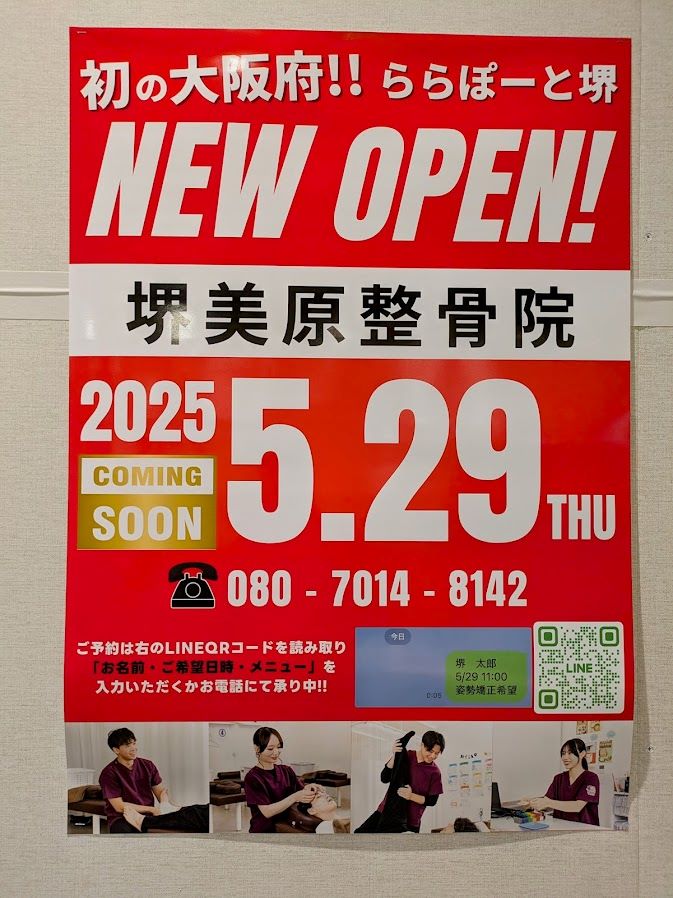 初の大阪府!! ららぽーと堺
NEW OPEN!
堺美原整骨院
2025
COMING
SOON
5.29 THU
080 - 7014 - 8142
ご予約は右のLINEQRコードを読み取り
「お名前・ご希望日時・メニュー」を
入力いただくかお電話にて承り中!!
今日
堺　太郎
5/29 11:00
姿勢矯正希望
0:05
LINE